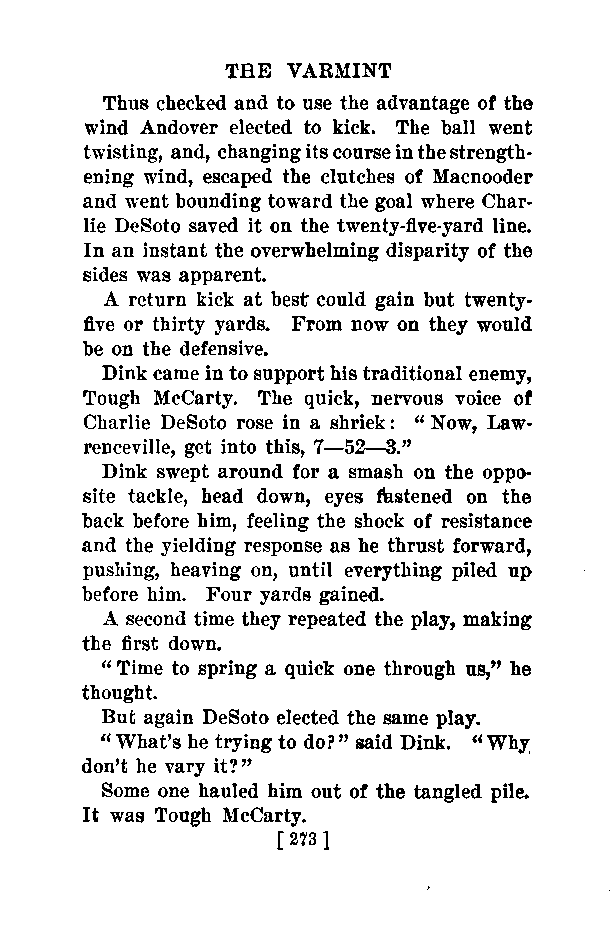 THE VARMINT
Thus checked and to use the advantage of the
wind Andover elected to kick. The ball went
twisting, and, changing its course in the strength-
ening wind, escaped the clutches of Macnooder
and went bounding toward the goal where Char-
lie DeSoto saved it on the twenty-five-yard line.
In an instant the overwhelming disparity of the
sides was apparent.
A return kick at best could gain but twenty-
five or thirty yards. From now on they would
be on the defensive.
Dink came in to support his traditional enemy,
Tough McCarty. The quick, nervous voice of
Charlie DeSoto rose in a shriek: “Now, Law-
renceville, get into this, 7—52—3.”
Dink swept around for a smash on the oppo-
site tackle, head down, eyes fastened on the
back before him, feeling the shock of resistance
and the yielding response as he thrust forward,
pushing, heaving on, until everything piled up
before him. Four yards gained.
A second time they repeated the play, making
the first down.
“Time to spring a quick one through us,” he
thought.
But again DeSoto elected the same play.
“What's he trying to do?” said Dink. “Why
don't he vary it?”
Some one hauled him out of the tangled pile.
It was Tough McCarty.
[273]